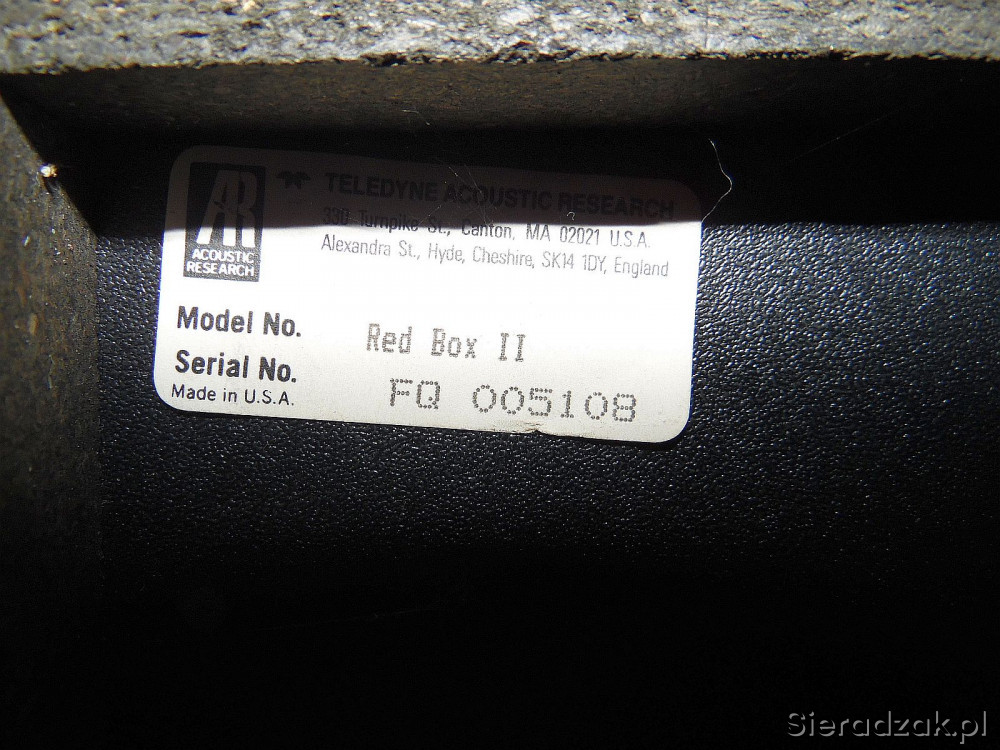 AR
ACOUSTIC
RESEARCH
TELEDYNE ACOUSTIC RESEARCH
330 Turnpike St., Canton, MA 02021 U.S.A.
Alexandra St., Hyde, Cheshire, SK14 1DY, England
Model No. Red Box II
Serial No. FQ 005108
Made in U.S.A.
Sieradzak.pl